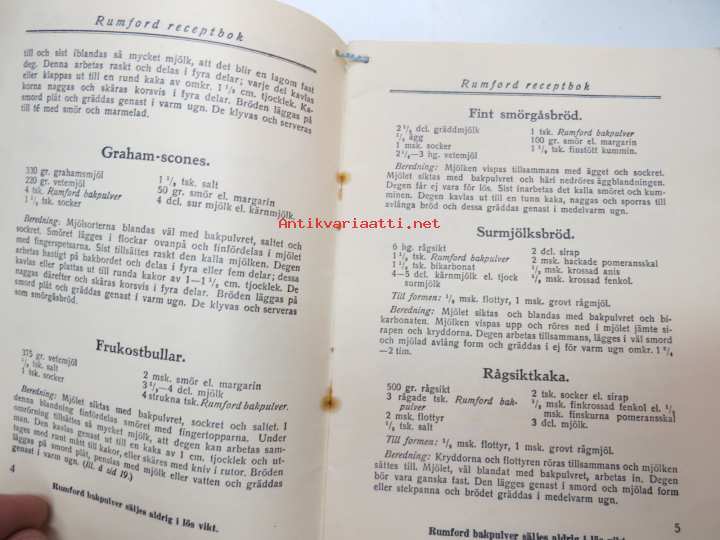 Rumford receptbok
till och sist iblandas så mycket mjölk, att det blir en lagom fast
deg. Denna arbetas raskt och delas i fyra delar; varje del kavlas
eller klappas ut till en rund kaka av omkr. 1 1/2 cm. tjocklek. Ka-
korna naggas och skäras korsvis i fyra delar. Bröden läggas på
smord plåt och gräddas genast i varm ugn. De klyvas och serveras
till té med smör och marmelad.
Graham-scones.
330 gr. grahamsmjöl
220 gr. vetemjöl
4 tsk. Rumford bakpulver
1 1/2 tsk. socker
1 1/2 tsk. salt
50 gr. smör el. margarin
4 dcl. sur mjölk el. kärnmjölk
Beredning: Mjölsorterna blandas väl med bakpulvret, saltet och
sockret. Smöret lägges i flockar ovanpå och finfördelas i mjölet
med fingerspetsarna. Sist tillsättes raskt den kalla mjölken. Degen
arbetas hastigt på bakbordet och delas i fyra eller fem delar; dessa
kavlas eller plattas ut till runda kakor av 1—1 1/2 cm. tjocklek. De
naggas därefter och skäras korsvis i fyra delar. Bröden läggas på
smord plåt och gräddas genast i varm ugn. De klyvas och serveras
som smörgåsbröd.
Frukostbullar.
375 gr. vetemjöl
1/2 tsk. salt
1 tsk. socker
2 msk. smör el. margarin
3 1/2—4 dcl. mjölk
4 strukna tsk. Rumford bakpulver.
Beredning: Mjölet siktas med bakpulvret, sockret och saltet. I
denna blandning finfördelas smöret med fingertopparna. Under
omrörning tillsättas så mycket mjölk, att degen kan arbetas sam-
man. Den kavlas genast ut till en kaka av 1 cm. tjocklek och ut-
tages med runt mått till kakor, eller skäres med kniv i rutor. Bröden
läggas på smord plåt, penslas med mjölk eller vatten och gräddas
genast i varm ugn. (Ill. å sid 19.)
4
Rumford bakpulver säljes aldrig i lös vikt.
Rumford receptbok
Fint smörgåsbröd.
2 1/2 dcl. gräddmjölk
1/2 ägg
1 msk. socker
2 1/2—3 hg. vetemjöl
1 tsk. Rumford bakpulver
100 gr. smör el. margarin
1 1/2 tsk. finstött kummin.
Beredning: Mjölken vispas tillsammans med ägget och sockret.
Mjölet siktas med bakpulvret och häri nedröres äggblandningen.
Degen får ej vara för lös. Sist inarbetas det kalla smöret och kum-
minen. Degen kavlas ut till en tunn kaka, naggas och sporras till
avlånga bröd och dessa gräddas genast i medelvarm ugn.
Surmjölksbröd.
6 hg. rågsikt
1 1/2 tsk. Rumford bakpulver
1 1/2 tsk. bikarbonat
4—5 dcl. kärnmjölk el. tjock
surmjölk
2 dcl. sirap
2 msk. hackade pomeransskal
1/2 msk. krossad anis
1/2 msk. krossad fenkol.
Till formen: 1/2 msk. flottyr, 1 msk. grovt rågmjöl.
Beredning: Mjölet siktas och blandas med bakpulvret och bi-
karbonaten. Mjölken vispas upp och röres ned i mjölet jämte si-
rapen och kryddorna. Degen arbetas tillsammans, lägges i väl smord
och mjölad avlång form och gräddas i ej för varm ugn omkr. 1 1/2
—2 tim.
Rågsiktkaka.
500 gr. rågsikt
3 rågade tsk. Rumford bak-
pulver
2 msk. flottyr
1/2 tsk. salt
2 tsk. socker el. sirap
1/2 msk. finkrossad fenkol el. 1
msk. finskurna pomeransskal
3 dcl. mjölk.
Till formen: 1/2 msk. flottyr, 1 msk. grovt rågmjöl.
Beredning: Kryddorna och flottyren röras tillsammans och mjölken
sättes till. Mjölet, väl blandat med bakpulvret, arbetas in. Degen
bör vara ganska fast. Den lägges genast i smord och mjölad form
eller stekpanna och brödet gräddas i medelvarm ugn.
5
Rumford bakpulver säljes aldrig i lös vikt.
Antikvariaatti.net